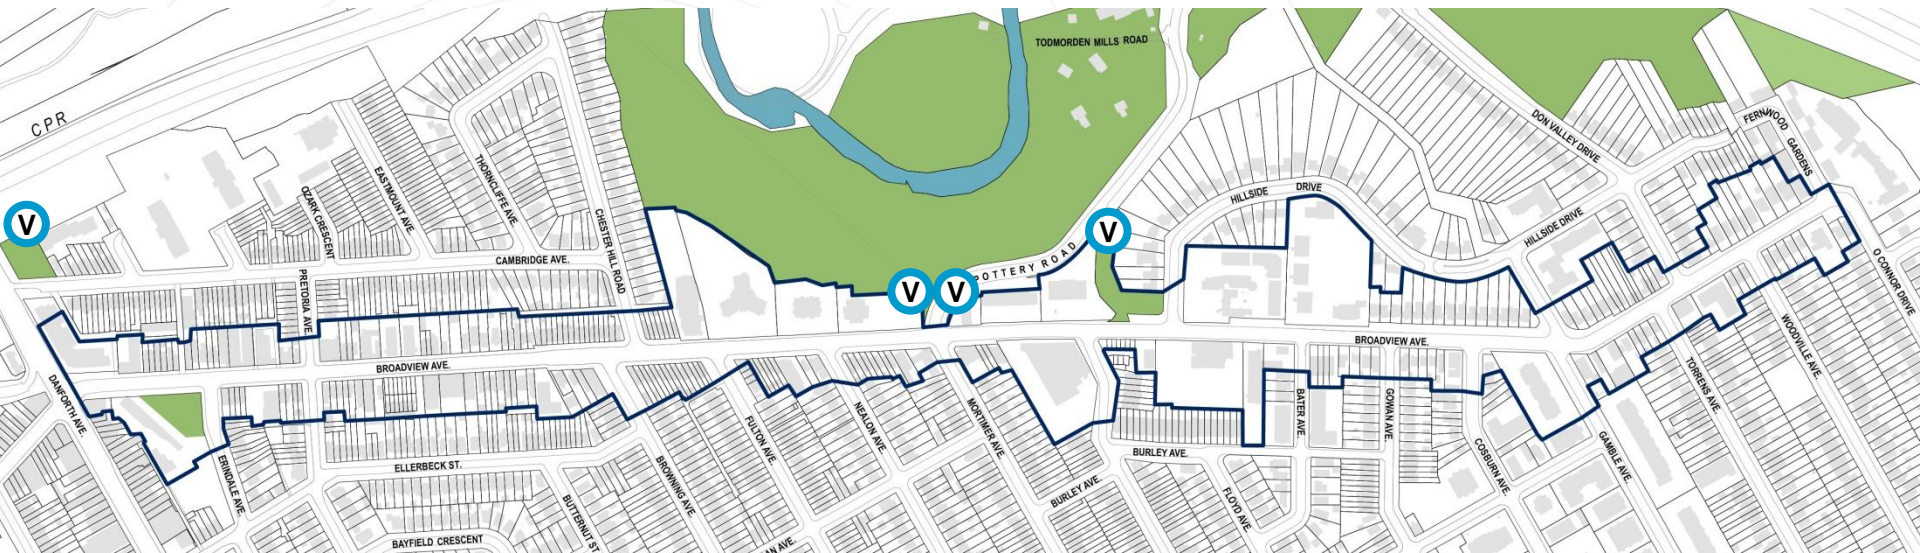 TODMORDEN MILLS ROAD
CPR
DON VALLEY DRIVE
FERNWOOD
GARDENS
THORNCLIFFE AVE.
EASTMOUNT AVE.
OZARK CRESCENT
HILLSIDE DRIVE
CHESTER HILL ROAD
V
V
HILLSIDE DRIVE
O CONNOR DRIVE
CAMBRIDGE AVE.
POTTERY ROAD
V
V
PRETORIA AVE.
BROADVIEW AVE.
BROADVIEW AVE.
WOODVILLE AVE.
DANFORTH AVE.
TORRENS AVE.
BATER AVE.
GOWAN AVE.
FULTON AVE.
NEALON AVE.
MORTIMER AVE.
GAMBLE AVE.
COSBURN AVE.
ELLERBECK ST.
ERINDALE AVE.
BROWNING AVE.
BURLEY AVE.
BURLEY AVE.
FLOYD AVE.
BUTTERNUT ST
BAYFIELD CRESCENT
AN AVE.